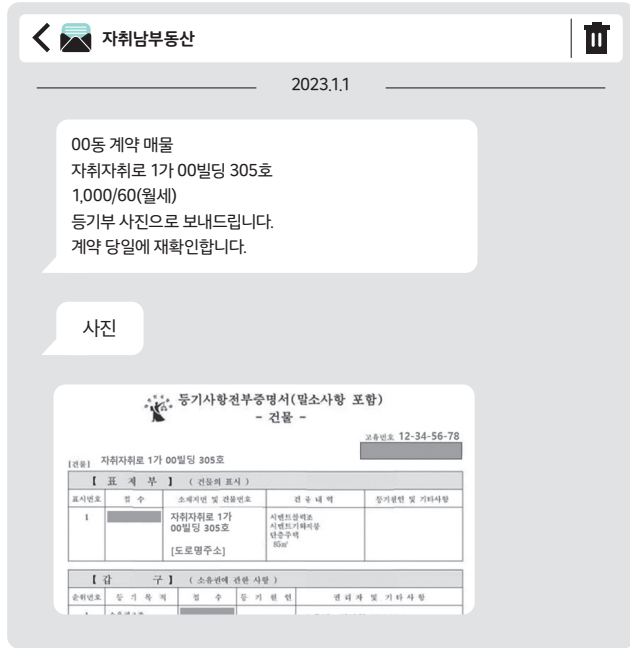 자취남부동산
2023.1.1
00동 계약 매물
자취자취로 1가 00빌딩 305호
1,000/60(월세)
등기부 사진으로 보내드립니다.
계약 당일에 재확인합니다.
사진
등기사항전부증명서(말소사항 포함)
- 건물 -
고유번호 12-34-56-78
[건물] 자취자취로 1가 00빌딩 305호
【 표 제 부 】 ( 건물의 표시 )
표시번호 접 수 소재지번 및 건물번호 건 물 내 역 등기원인 및 기타사항
1 자취자취로 1가 시멘트블럭조
00빌딩 305호 시멘트기와지붕
단층주택
[도로명주소] 85㎡
【 갑 구 】 ( 소유권에 관한 사항 )
순위번호 등 기 목 적 접 수 등 기 원 인 권 리 자 및 기 타 사 항